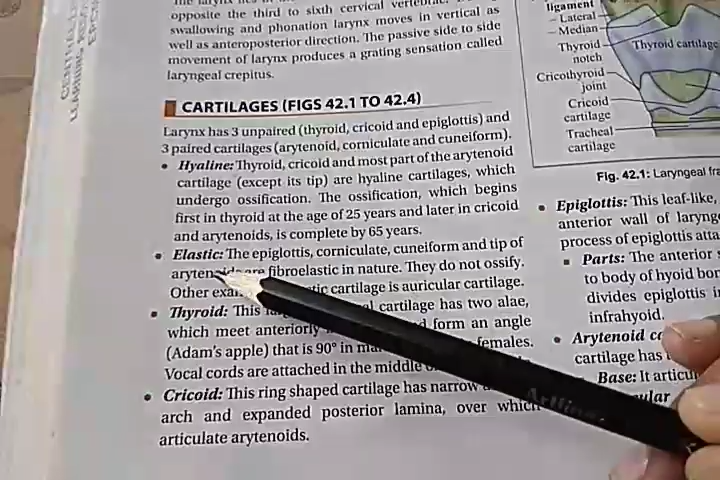 The larynx lies in
opposite the third to sixth cervical vertebrae.
swallowing and phonation larynx moves in vertical as
well as anteroposterior direction. The passive side to side
movement of larynx produces a grating sensation called
laryngeal crepitus.
CARTILAGES (FIGS 42.1 TO 42.4)
Larynx has 3 unpaired (thyroid, cricoid and epiglottis) and
3 paired cartilages (arytenoid, corniculate and cuneiform).
• Hyaline: Thyroid, cricoid and most part of the arytenoid
cartilage (except its tip) are hyaline cartilages, which
undergo ossification. The ossification, which begins
first in thyroid at the age of 25 years and later in cricoid
and arytenoids, is complete by 65 years.
• Elastic: The epiglottis, corniculate, cuneiform and tip of
arytenoids are fibroelastic in nature. They do not ossify.
Other cartilage is auricular cartilage.
• Thyroid: This cartilage has two alae,
which meet anteriorly form an angle
(Adam's apple) that is 90° in females.
Vocal cords are attached in the middle
• Cricoid: This ring shaped cartilage has narrow
arch and expanded posterior lamina, over which
articulate arytenoids.
ligament
– Lateral
– Median
Thyroid
notch
Cricothyroid
joint
Cricoid
cartilage
Tracheal
cartilage
Thyroid cartilage
Fig. 42.1: Laryngeal
• Epiglottis: This leaf-like,
anterior wall of
process of epiglottis
▪ Parts: The anterior
to body of hyoid
divides epiglottis
infrahyoid.
• Arytenoid
cartilage has
Base: It
Artline